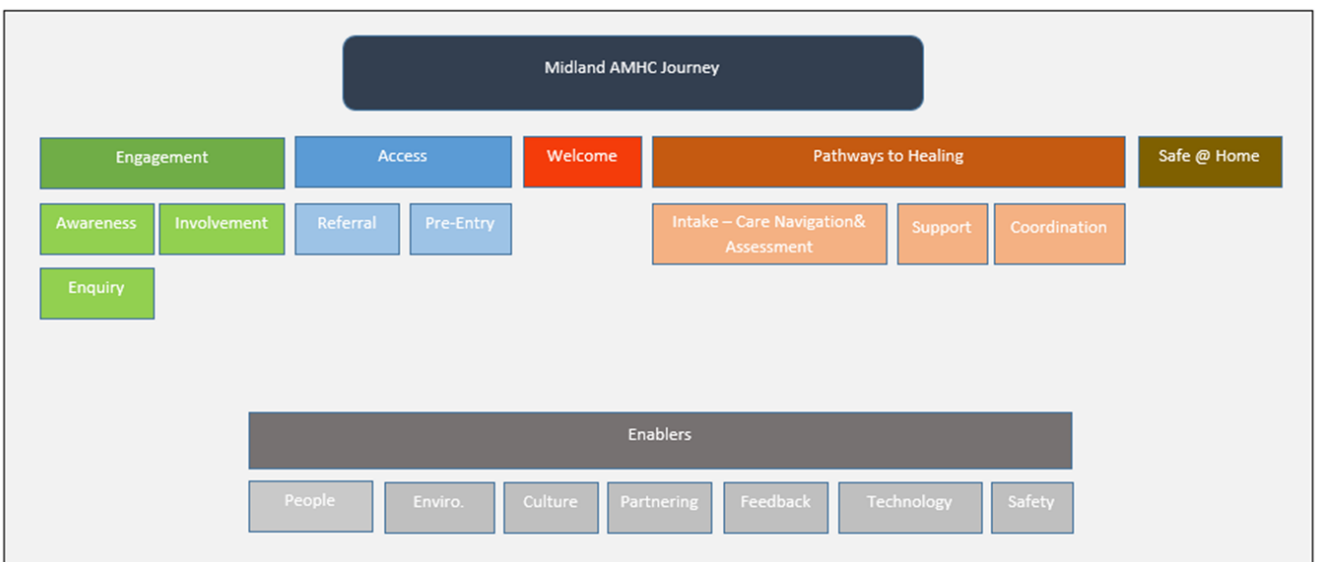 Midland AMHC Journey
Engagement
Access
Welcome
Pathways to Healing
Safe @ Home
Awareness
Involvement
Referral
Pre-Entry
Intake – Care Navigation&
Assessment
Support
Coordination
Enquiry
Enablers
People
Enviro.
Culture
Partnering
Feedback
Technology
Safety